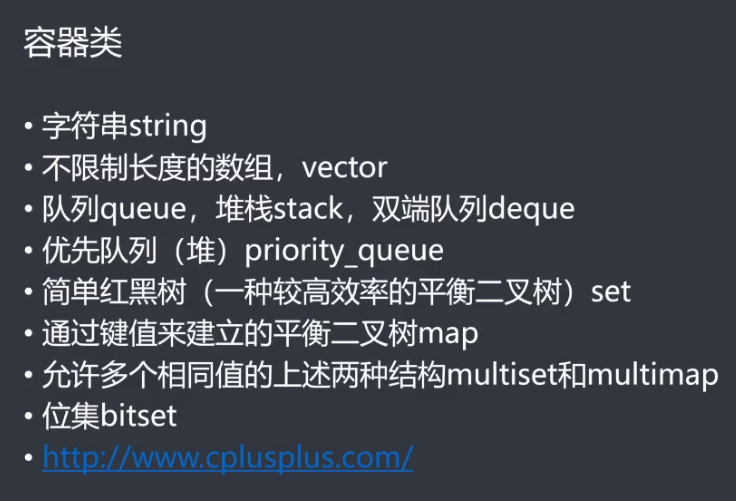 容器类
• 字符串string
• 不限制长度的数组，vector
• 队列queue，堆栈stack，双端队列deque
• 优先队列（堆）priority_queue
• 简单红黑树（一种较高效率的平衡二叉树）set
• 通过键值来建立的平衡二叉树map
• 允许多个相同值的上述两种结构multiset和multimap
• 位集bitset
• http://www.cplusplus.com/